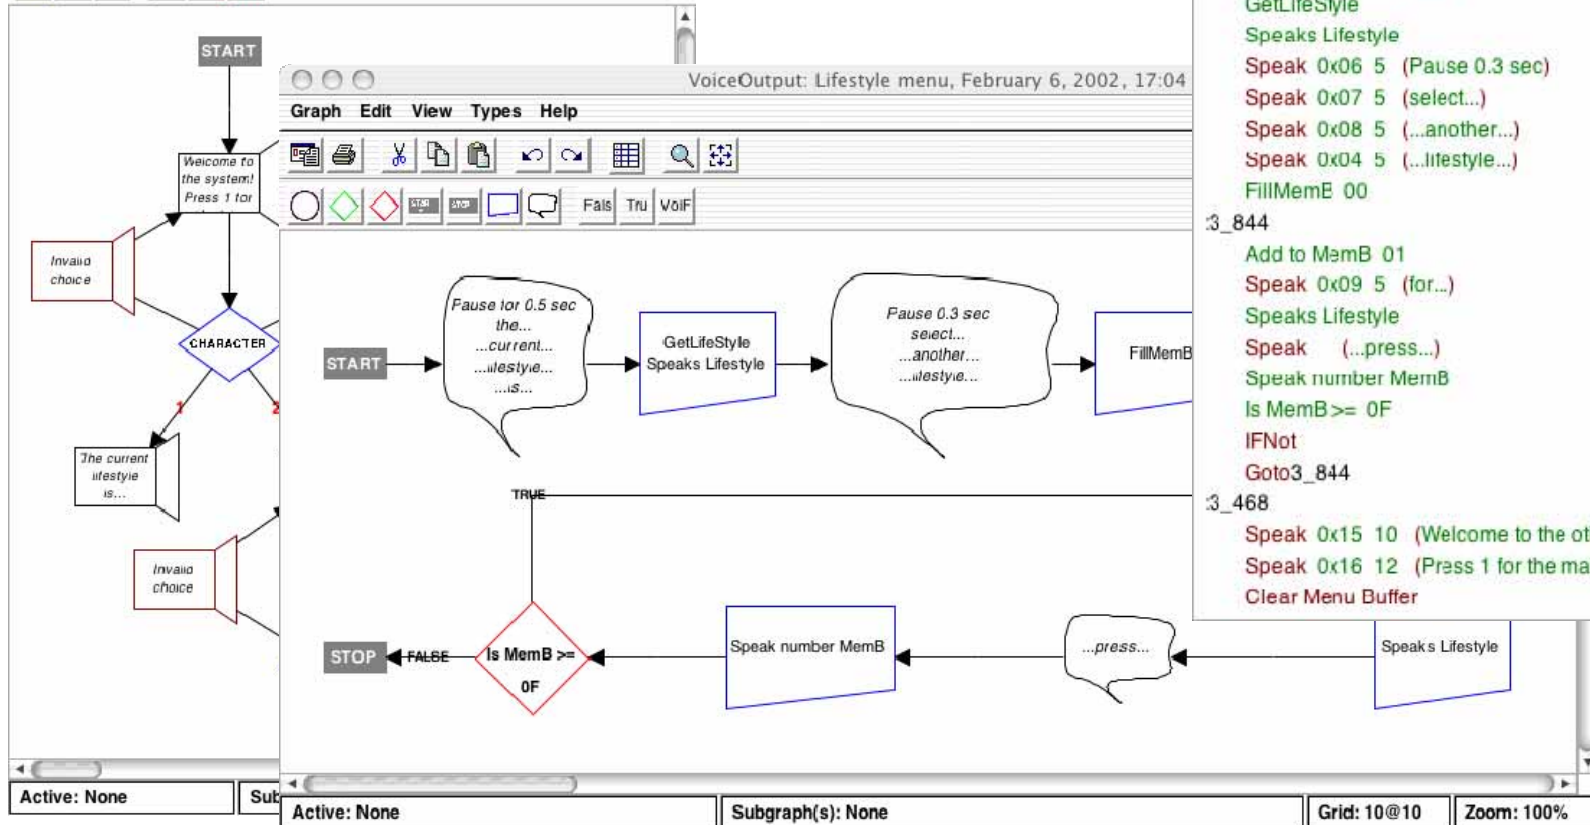 START
Welcome to
the system!
Press 1 for
Invalid
choice
CHARACTER
1
2
The current
lifestyle
is...
Invalid
choice
Active: None
Sub
VoiceOutput: Lifestyle menu, February 6, 2002, 17:04
Graph Edit View Types Help
START
STOP
Fals Tru VoiF
START
Pause for 0.5 sec
the...
...current...
...lifestyle...
...is...
GetLifeStylle
Speaks Lifestyle
Pause 0.3 sec
select...
...another...
...lifestyle...
FillMemB
TRUE
STOP
FALSE
Is MemB >=
0F
Speak number MemB
...press...
Speaks Lifestyle
Active: None
Subgraph(s): None
Grid: 10@10
Zoom: 100%
GetLifeStyle
Speaks Lifestyle
Speak 0x06 5 (Pause 0.3 sec)
Speak 0x07 5 (select...)
Speak 0x08 5 (...another...)
Speak 0x04 5 (...lifestyle...)
FillMemB 00
:3_844
Add to MemB 01
Speak 0x09 5 (for...)
Speaks Lifestyle
Speak (...press...)
Speak number MemB
Is MemB>= 0F
IFNot
Goto3_844
:3_468
Speak 0x15 10 (Welcome to the ot
Speak 0x16 12 (Press 1 for the ma
Clear Menu Buffer